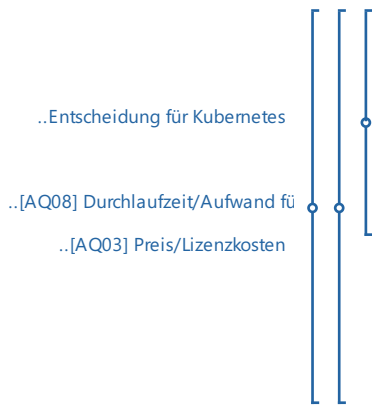 ..Entscheidung für Kubernetes
..[AQ08] Durchlaufzeit/Aufwand fü
..[AQ03] Preis/Lizenzkosten